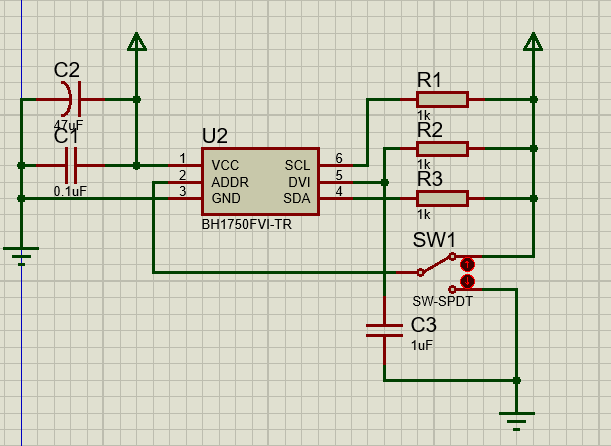 C2
47uF
C1
0.1uF
U2
1 VCC SCL 6
2 ADDR DVI 5
3 GND SDA 4
BH1750FVI-TR
R1
1k
R2
1k
R3
1k
SW1
SW-SPDT
C3
1uF